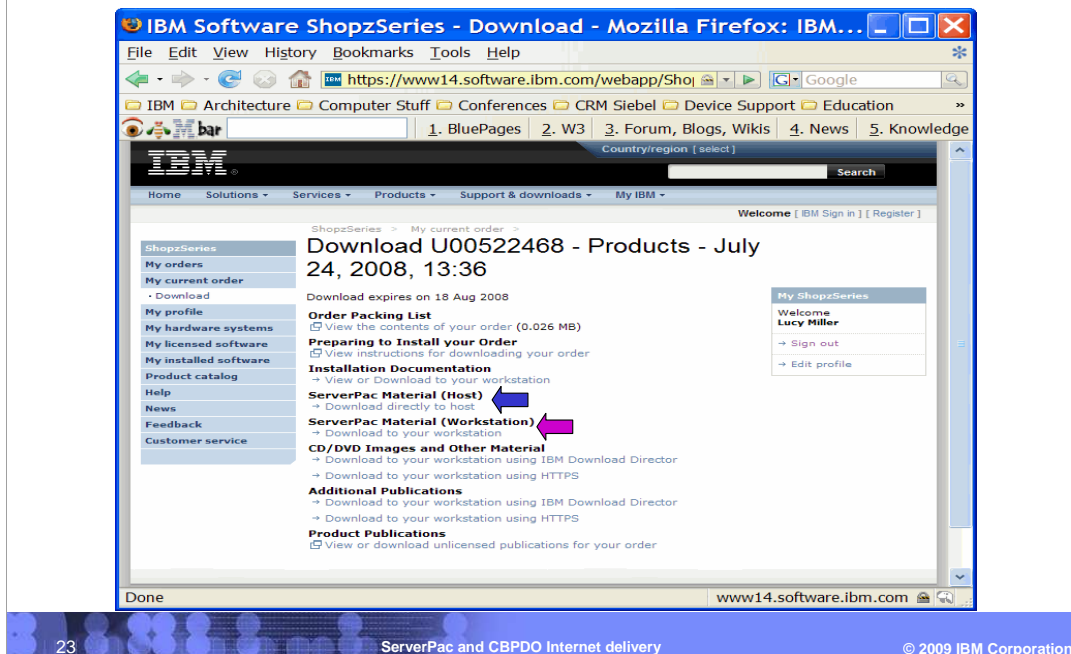 IBM Software ShopzSeries - Download - Mozilla Firefox: IBM...
File Edit View History Bookmarks Tools Help
https://www14.software.ibm.com/webapp/Shop
G Google
IBM Architecture Computer Stuff Conferences CRM Siebel Device Support Education »
bar 1. BluePages 2. W3 3. Forum, Blogs, Wikis 4. News 5. Knowledge
IBM®
Country/region [ select ]
Search
Home Solutions Services Products Support & downloads My IBM
Welcome [ IBM Sign in ] [ Register ]
ShopzSeries > My current order >
Download U00522468 - Products - July
24, 2008, 13:36
ShopzSeries
My orders
My current order
· Download
My profile
My hardware systems
My licensed software
My installed software
Product catalog
Help
News
Feedback
Customer service
Download expires on 18 Aug 2008
Order Packing List
View the contents of your order (0.026 MB)
Preparing to Install your Order
View instructions for downloading your order
Installation Documentation
→ View or Download to your workstation
ServerPac Material (Host)
→ Download directly to host
ServerPac Material (Workstation)
→ Download to your workstation
CD/DVD Images and Other Material
→ Download to your workstation using IBM Download Director
→ Download to your workstation using HTTPS
Additional Publications
→ Download to your workstation using IBM Download Director
→ Download to your workstation using HTTPS
Product Publications
View or download unlicensed publications for your order
My ShopzSeries
Welcome
Lucy Miller
→ Sign out
→ Edit profile
Done www14.software.ibm.com
23 ServerPac and CBPDO Internet delivery © 2009 IBM Corporation